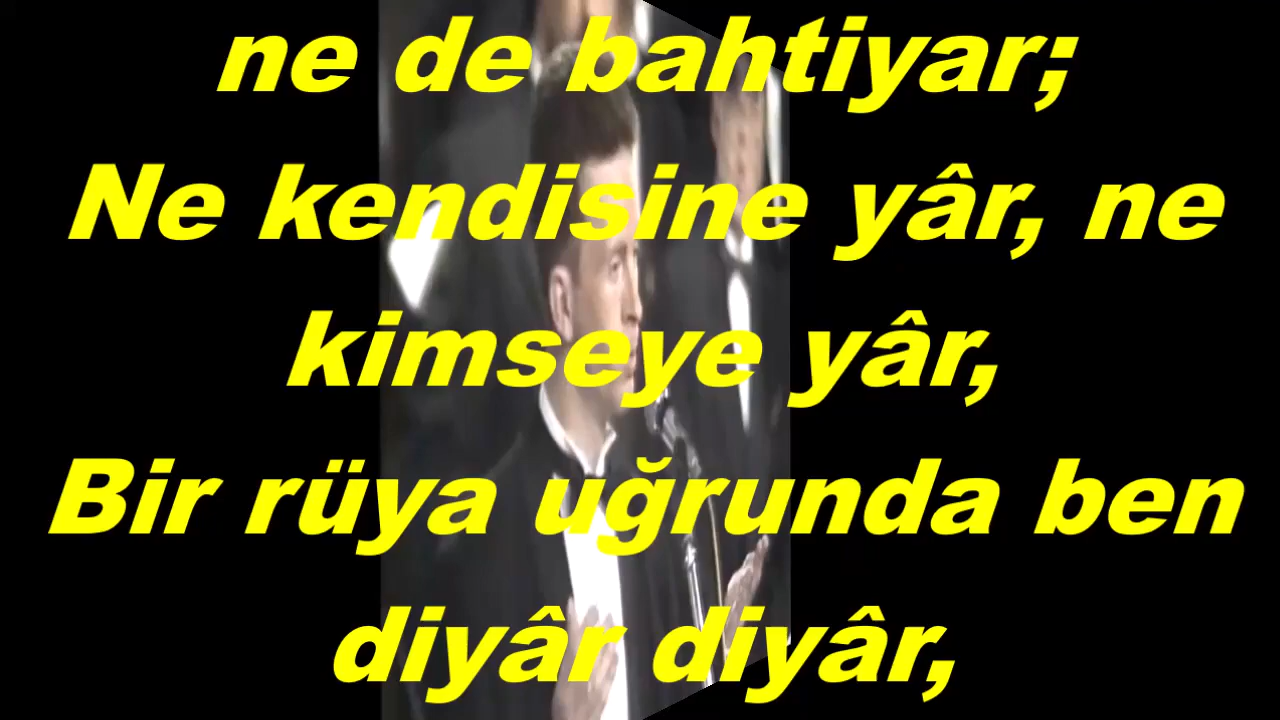 ne de bahtiyar;
Ne kendisine yâr, ne
kimseye yâr,
Bir rüya uğrunda ben
diyâr diyâr,